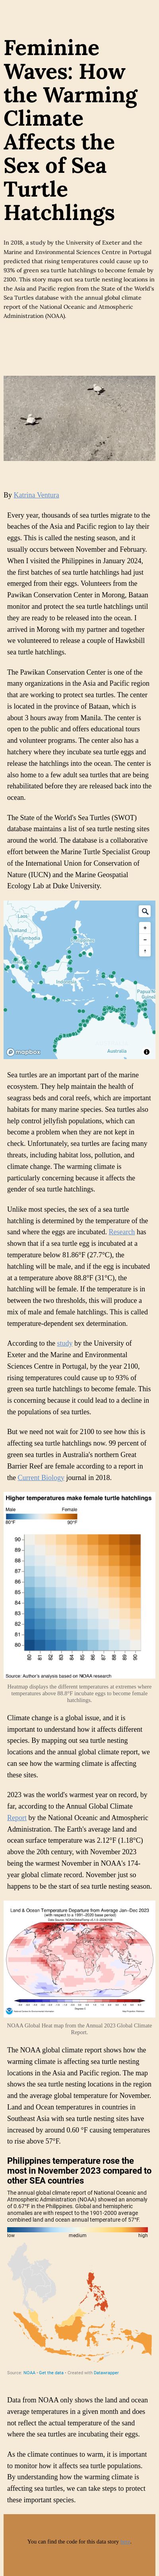 Feminine
Waves: How
the Warming
Climate
Affects the
Sex of Sea
Turtle
Hatchlings
In 2018, a study by the University of Exeter and the
Marine and Environmental Sciences Centre in Portugal
predicted that rising temperatures could cause up to
93% of green sea turtle hatchlings to become female by
2100. This story maps out sea turtle nesting locations in
the Asia and Pacific region from the State of the World's
Sea Turtles database with the annual global climate
report of the National Oceanic and Atmospheric
Administration (NOAA).
By Katrina Ventura
Every year, thousands of sea turtles migrate to the
beaches of the Asia and Pacific region to lay their
eggs. This is called the nesting season, and it
usually occurs between November and February.
When I visited the Philippines in January 2024,
the first batches of sea turtle hatchlings had just
emerged from their eggs. Volunteers from the
Pawikan Conservation Center in Morong, Bataan
monitor and protect the sea turtle hatchlings until
they are ready to be released into the ocean. I
arrived in Morong with my partner and together
we volunteered to release a couple of Hawksbill
sea turtle hatchlings.
The Pawikan Conservation Center is one of the
many organizations in the Asia and Pacific region
that are working to protect sea turtles. The center
is located in the province of Bataan, which is
about 3 hours away from Manila. The center is
open to the public and offers educational tours
and volunteer programs. The center also has a
hatchery where they incubate sea turtle eggs and
release the hatchlings into the ocean. The center is
also home to a few adult sea turtles that are being
rehabilitated before they are released back into the
ocean.
The State of the World's Sea Turtles (SWOT)
database maintains a list of sea turtle nesting sites
around the world. The database is a collaborative
effort between the Marine Turtle Specialist Group
of the International Union for Conservation of
Nature (IUCN) and the Marine Geospatial
Ecology Lab at Duke University.
Laos
Thailand
Cambodia
Papua N
Australia
mapbox
Sea turtles are an important part of the marine
ecosystem. They help maintain the health of
seagrass beds and coral reefs, which are important
habitats for many marine species. Sea turtles also
help control jellyfish populations, which can
become a problem when they are not kept in
check. Unfortunately, sea turtles are facing many
threats, including habitat loss, pollution, and
climate change. The warming climate is
particularly concerning because it affects the
gender of sea turtle hatchlings.
Unlike most species, the sex of a sea turtle
hatchling is determined by the temperature of the
sand where the eggs are incubated. Research has
shown that if a sea turtle egg is incubated at a
temperature below 81.86°F (27.7°C), the
hatchling will be male, and if the egg is incubated
at a temperature above 88.8°F (31°C), the
hatchling will be female. If the temperature is in
between the two thresholds, this will produce a
mix of male and female hatchlings. This is called
temperature-dependent sex determination.
According to the study by the University of
Exeter and the Marine and Environmental
Sciences Centre in Portugal, by the year 2100,
rising temperatures could cause up to 93% of
green sea turtle hatchlings to become female. This
is concerning because it could lead to a decline in
the populations of sea turtles.
But we need not wait for 2100 to see how this is
affecting sea turtle hatchlings now. 99 percent of
green sea turtles in Australia's northern Great
Barrier Reef are female according to a report in
the Current Biology journal in 2018.
Higher temperatures make female turtle hatchlings
Male Female
80°F 90°F
90
89
88
87
86
85
84
83
82
81
80
80 81 82 83 84 85 86 87 88 89 90
Source: Author's analysis based on NOAA research
Heatmap displays the different temperatures at extremes where
temperatures above 88.8°F incubate eggs to become female
hatchlings.
Climate change is a global issue, and it is
important to understand how it affects different
species. By mapping out sea turtle nesting
locations and the annual global climate report, we
can see how the warming climate is affecting
these sites.
2023 was the world's warmest year on record, by
far, according to the Annual Global Climate
Report by the National Oceanic and Atmospheric
Administration. The Earth's average land and
ocean surface temperature was 2.12°F (1.18°C)
above the 20th century, with November 2023
being the warmest November in NOAA's 174-
year global climate record. November just so
happens to be the start of sea turtle nesting season.
Land & Ocean Temperature Departure from Average Jan–Dec 2023
(with respect to a 1991–2020 base period)
NOAA Global Heat map from the Annual 2023 Global Climate
Report.
The NOAA global climate report shows how the
warming climate is affecting sea turtle nesting
locations in the Asia and Pacific region. The map
shows the sea turtle nesting locations in the region
and the average global temperature for November.
Land and Ocean temperatures in countries in
Southeast Asia with sea turtle nesting sites have
increased by around 0.60 °F causing temperatures
to rise above 57°F.
Philippines temperature rose the
most in November 2023 compared to
other SEA countries
The annual global climate report of National Oceanic and
Atmospheric Administration (NOAA) showed an anomaly
of 0.67°F in the Philippines. Global and hemispheric
anomalies are with respect to the 1901-2000 blended
land and ocean annual temperature of 57°F.
low medium high
Source: NOAA • Get the data • Created with Datawrapper
Data from NOAA only shows the land and ocean
average temperatures in a given month and does
not reflect the actual temperature of the sand
where the sea turtles are incubating their eggs.
As the climate continues to warm, it is important
to monitor how it affects sea turtle populations.
By understanding how the warming climate is
affecting sea turtles, we can take steps to protect
these important species.
You can find the code for this data story here.